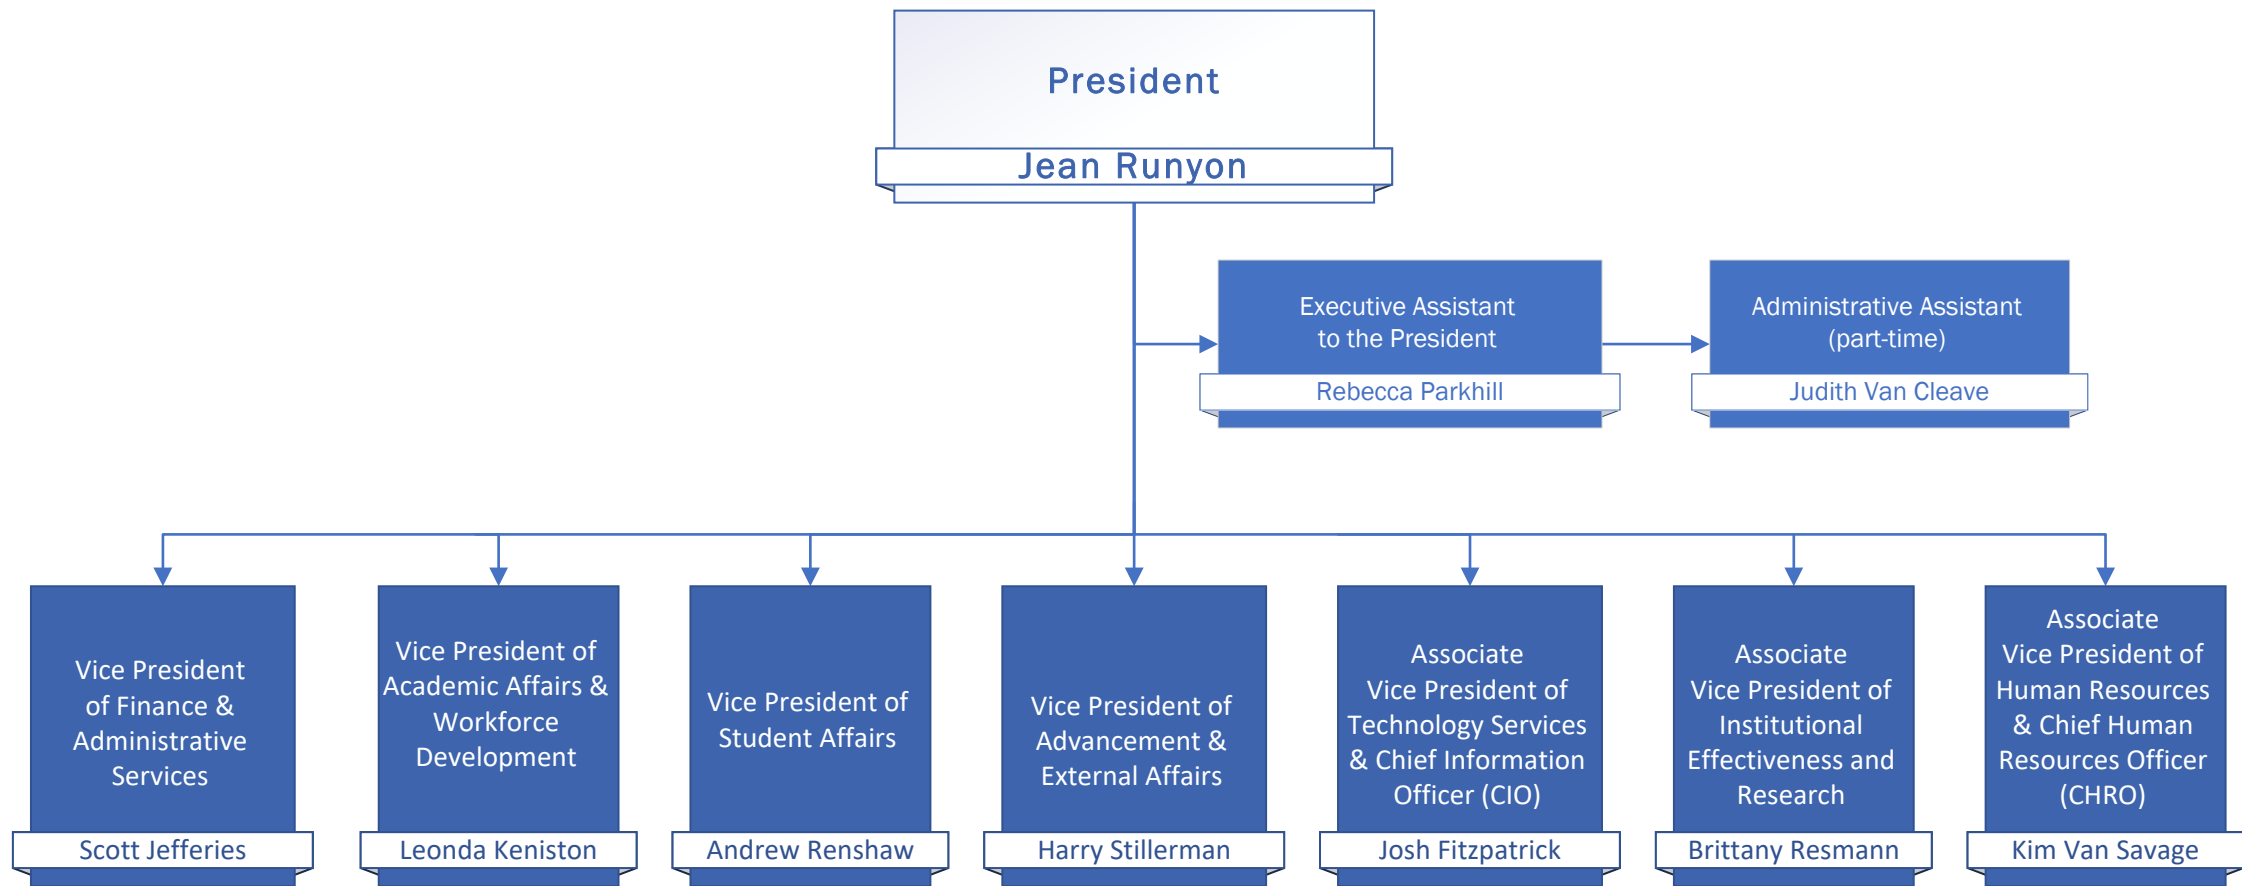 President
Jean Runyon
Executive Assistant
to the President
Rebecca Parkhill
Administrative Assistant
(part-time)
Judith Van Cleave
Vice President
of Finance &
Administrative
Services
Scott Jefferies
Vice President of
Academic Affairs &
Workforce
Development
Leonda Keniston
Vice President of
Student Affairs
Andrew Renshaw
Vice President of
Advancement &
External Affairs
Harry Stillerman
Associate
Vice President of
Technology Services
& Chief Information
Officer (CIO)
Josh Fitzpatrick
Associate
Vice President of
Institutional
Effectiveness and
Research
Brittany Resmann
Associate
Vice President of
Human Resources
& Chief Human
Resources Officer
(CHRO)
Kim Van Savage